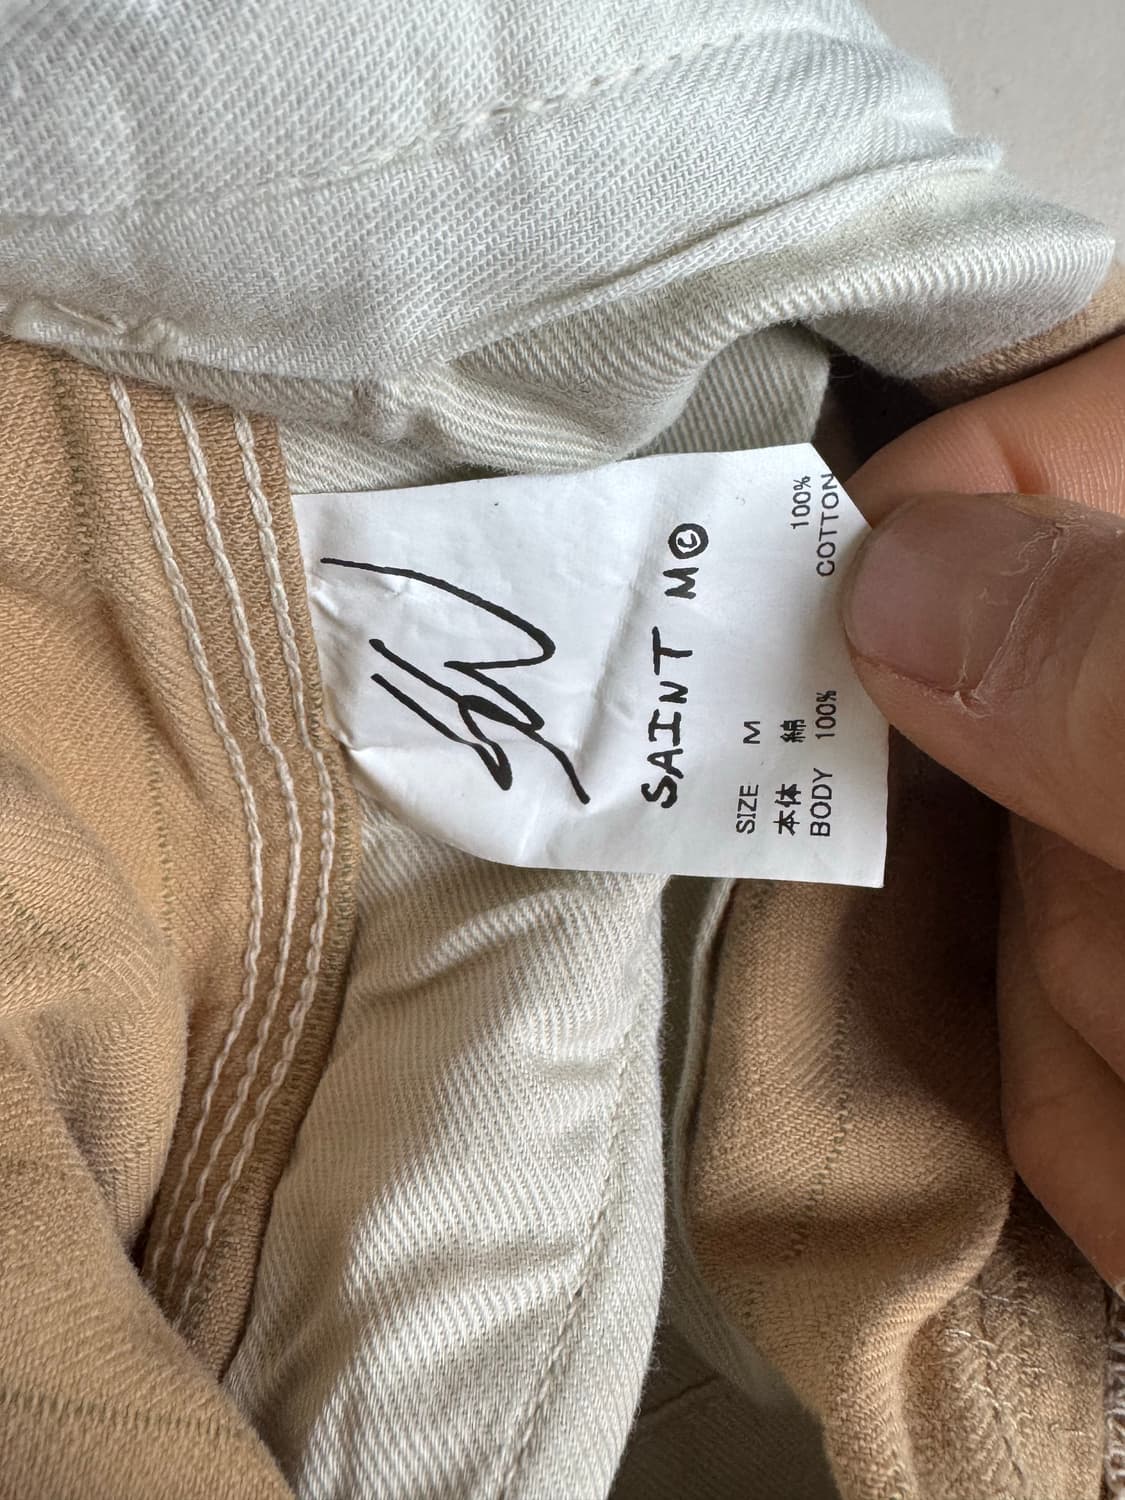 SAINT M©
SIZE M
本体 綿 100%
BODY 100% COTTON